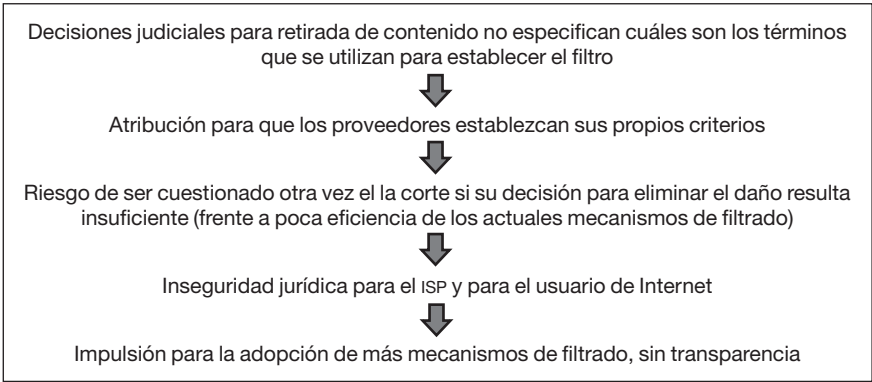 Decisiones judiciales para retirada de contenido no especifican cuáles son los términos
que se utilizan para establecer el filtro
Atribución para que los proveedores establezcan sus propios criterios
Riesgo de ser cuestionado otra vez el la corte si su decisión para eliminar el daño resulta
insuficiente (frente a poca eficiencia de los actuales mecanismos de filtrado)
Inseguridad jurídica para el ISP y para el usuario de Internet
Impulsión para la adopción de más mecanismos de filtrado, sin transparencia